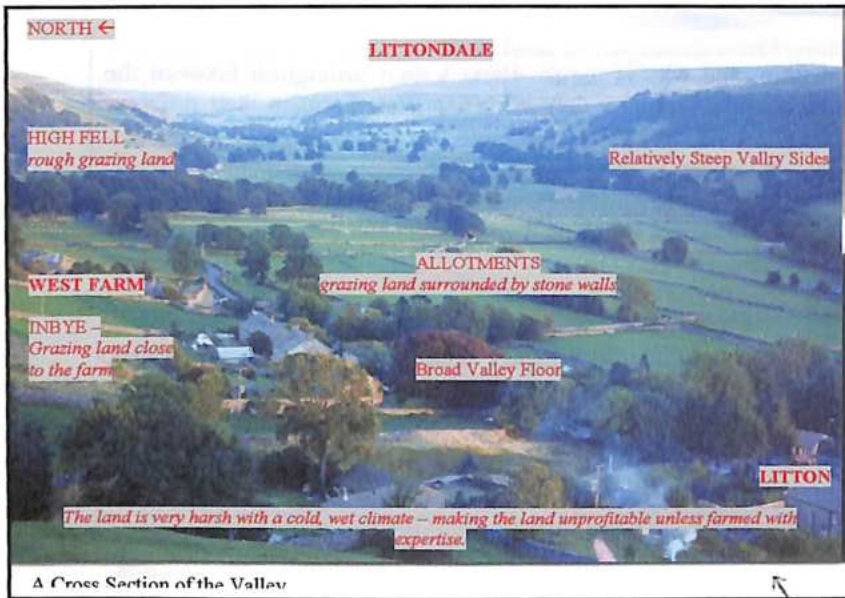 NORTH ←
LITTONDALE
HIGH FELL
rough grazing land
Relatively Steep Vallry Sides
ALLOTMENTS
grazing land surrounded by stone walls
WEST FARM
INBYE –
Grazing land close
to the farm
Broad Valley Floor
LITTON
The land is very harsh with a cold, wet climate – making the land unprofitable unless farmed with
expertise.
A Cross Section of the Valley